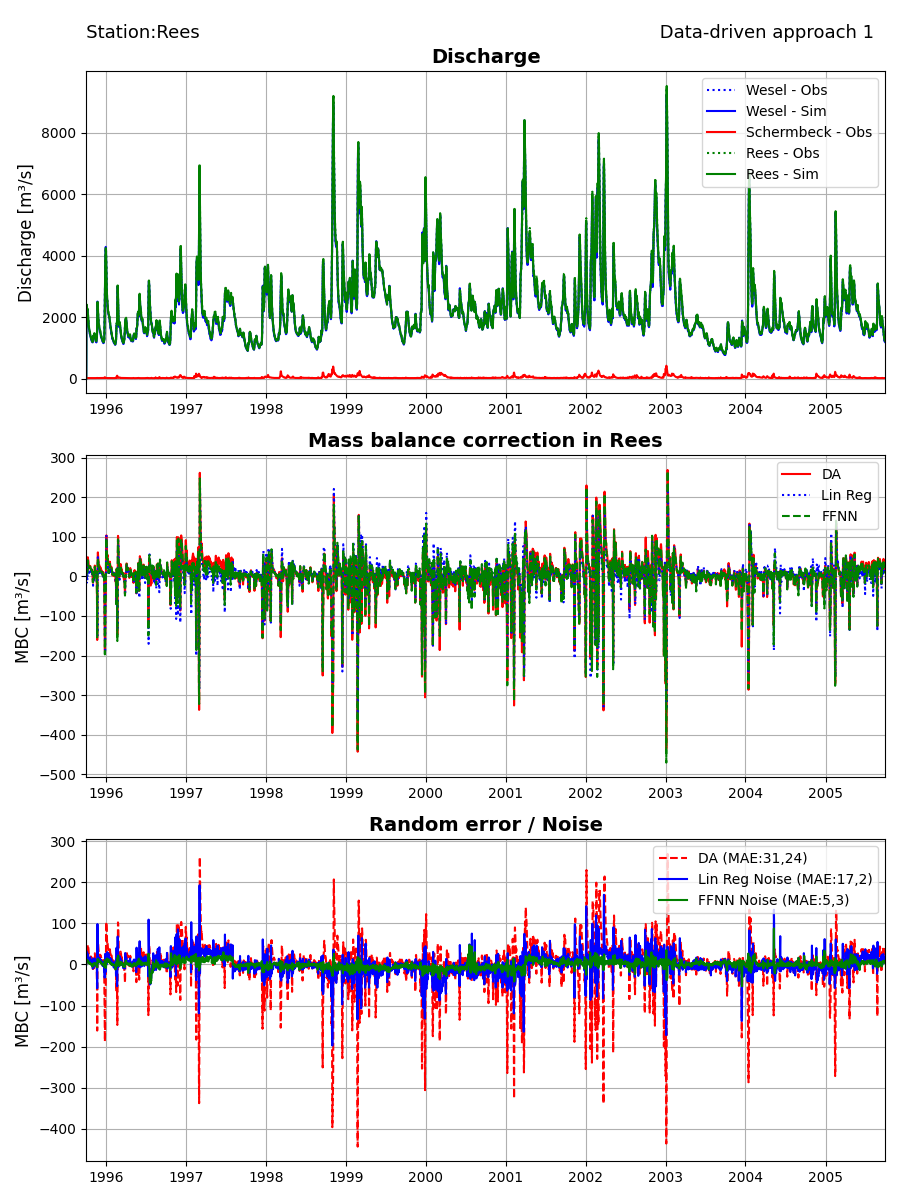 Station:Rees Data-driven approach 1
Discharge
Discharge [m³/s]
8000
6000
4000
2000
0
Wesel - Obs
Wesel - Sim
Schermbeck - Obs
Rees - Obs
Rees - Sim
1996 1997 1998 1999 2000 2001 2002 2003 2004 2005
Mass balance correction in Rees
MBC [m³/s]
300
200
100
0
−100
−200
−300
−400
−500
DA
Lin Reg
FFNN
1996 1997 1998 1999 2000 2001 2002 2003 2004 2005
Random error / Noise
MBC [m³/s]
300
200
100
0
−100
−200
−300
−400
DA (MAE:31,24)
Lin Reg Noise (MAE:17,2)
FFNN Noise (MAE:5,3)
1996 1997 1998 1999 2000 2001 2002 2003 2004 2005